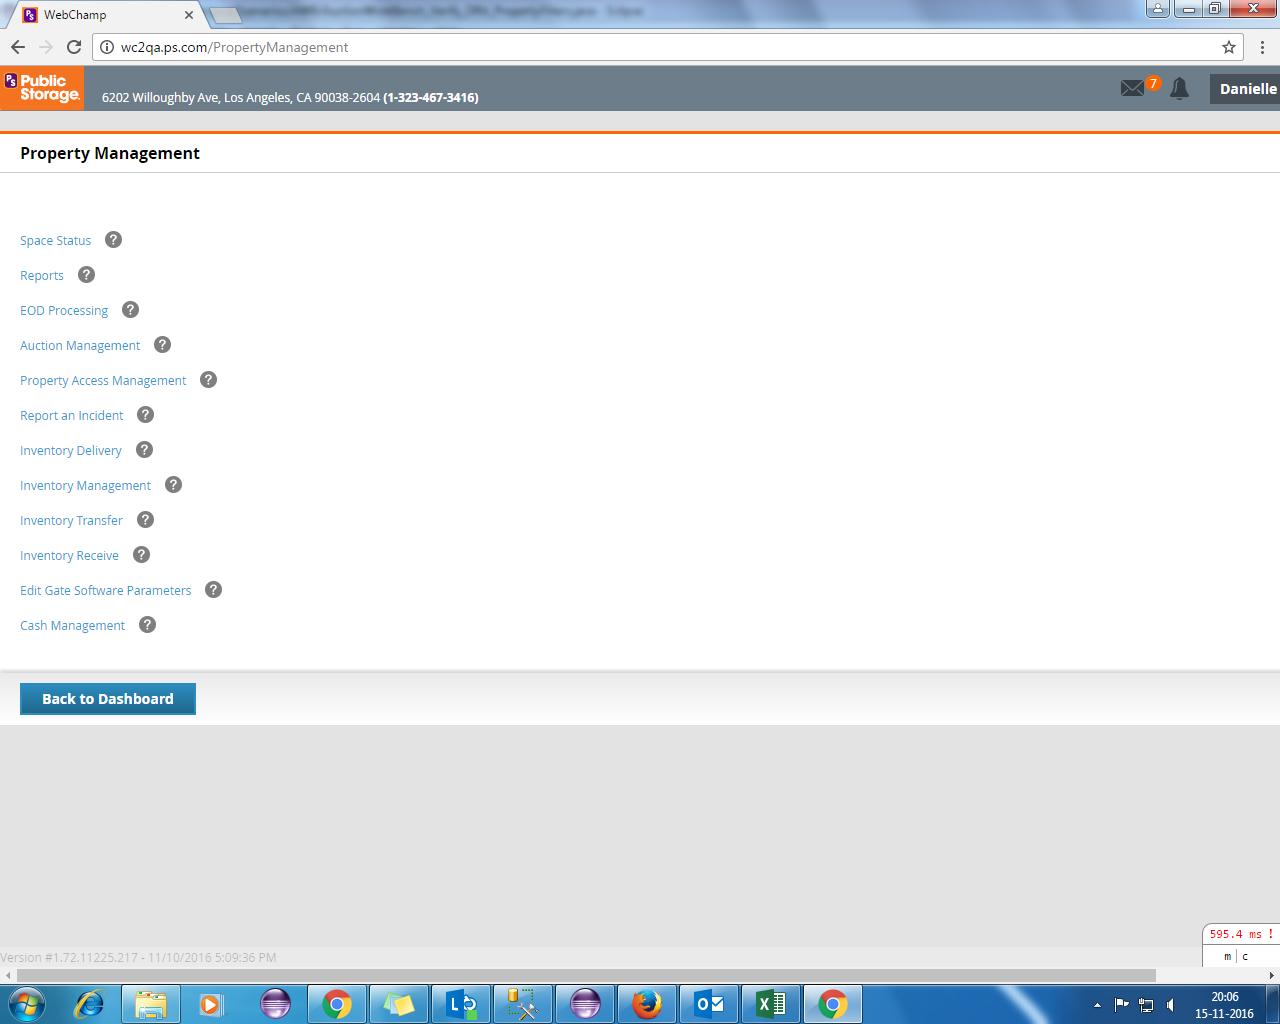 WebChamp
wc2qa.ps.com/PropertyManagement
PS Public
Storage.
6202 Willoughby Ave, Los Angeles, CA 90038-2604 (1-323-467-3416)
7
Danielle
Property Management
Space Status ?
Reports ?
EOD Processing ?
Auction Management ?
Property Access Management ?
Report an Incident ?
Inventory Delivery ?
Inventory Management ?
Inventory Transfer ?
Inventory Receive ?
Edit Gate Software Parameters ?
Cash Management ?
Back to Dashboard
595.4 ms !
m | c
Version #1.72.11225.217 - 11/10/2016 5:09:36 PM
20:06
15-11-2016